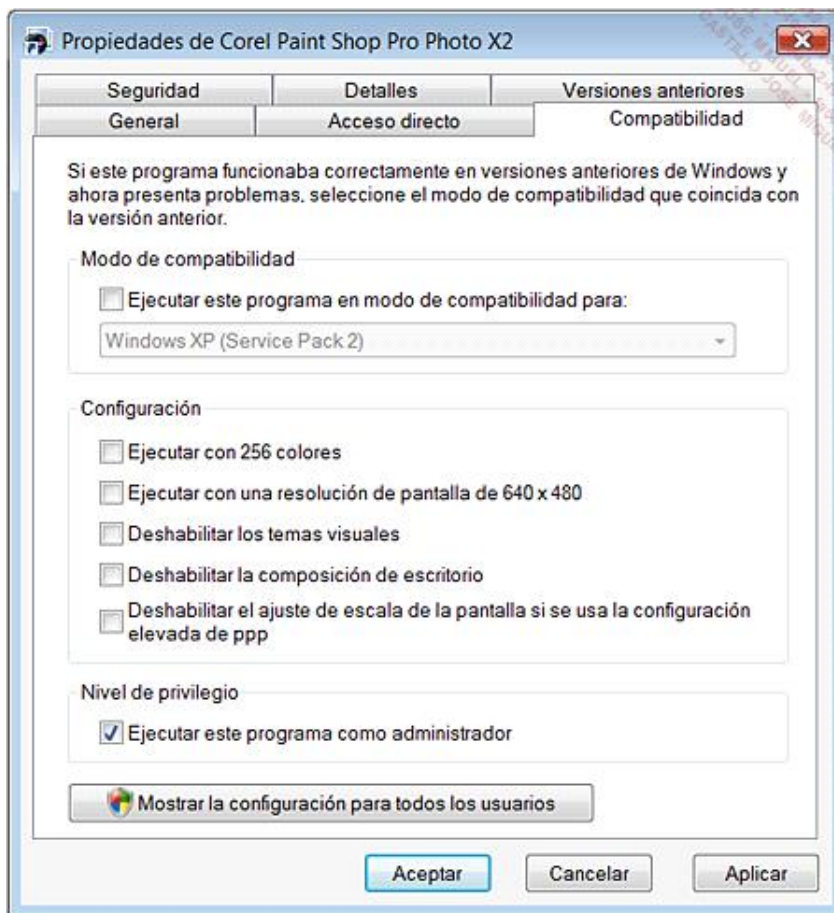 Propiedades de Corel Paint Shop Pro Photo X2
Seguridad
Detalles
Versiones anteriores
General
Acceso directo
Compatibilidad
Si este programa funcionaba correctamente en versiones anteriores de Windows y
ahora presenta problemas, seleccione el modo de compatibilidad que coincida con
la versión anterior.
Modo de compatibilidad
Ejecutar este programa en modo de compatibilidad para:
Windows XP (Service Pack 2)
Configuración
Ejecutar con 256 colores
Ejecutar con una resolución de pantalla de 640 x 480
Deshabilitar los temas visuales
Deshabilitar la composición de escritorio
Deshabilitar el ajuste de escala de la pantalla si se usa la configuración
elevada de ppp
Nivel de privilegio
Ejecutar este programa como administrador
Mostrar la configuración para todos los usuarios
Aceptar
Cancelar
Aplicar